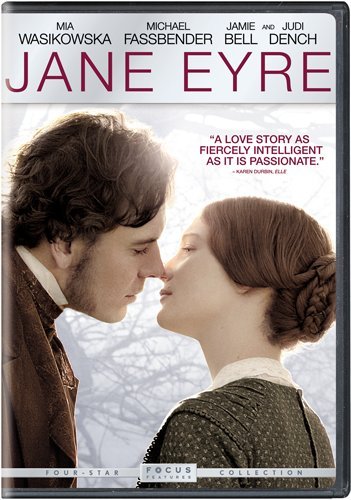 MIA WASIKOWSKA
MICHAEL FASSBENDER
JAMIE BELL
AND
JUDI DENCH
JANE EYRE
“A LOVE STORY AS
FIERCELY INTELLIGENT
AS IT IS PASSIONATE.”
– KAREN DURBIN, ELLE
FOUR-STAR
FOCUS
FEATURES
COLLECTION